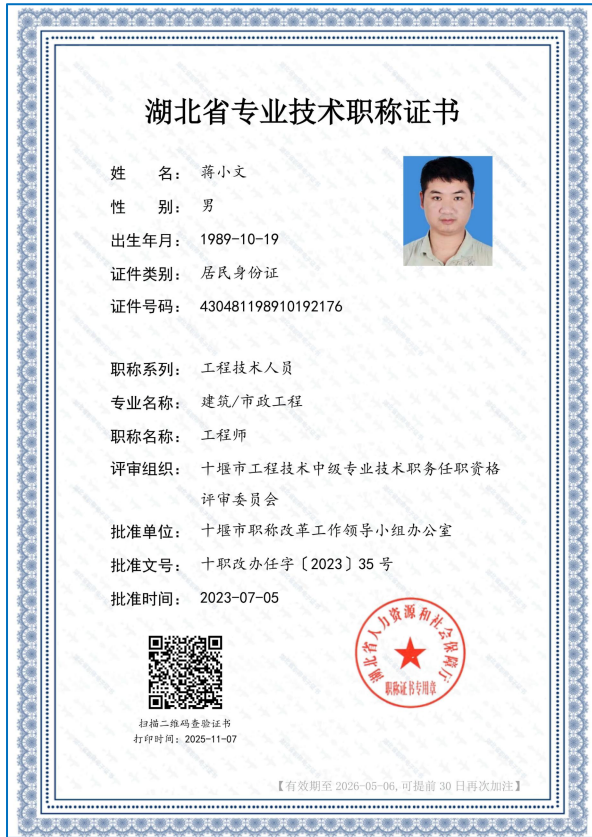 湖北省专业技术职称证书
姓 名： 蒋小文
性 别： 男
出生年月： 1989-10-19
证件类别： 居民身份证
证件号码： 430481198910192176
职称系列： 工程技术人员
专业名称： 建筑/市政工程
职称名称： 工程师
评审组织： 十堰市工程技术中级专业技术职务任职资格
评审委员会
批准单位： 十堰市职称改革工作领导小组办公室
批准文号： 十职改办任字〔2023〕35 号
批准时间： 2023-07-05
湖北省人力资源和社会保障厅
职称证书专用章
扫描二维码查验证书
打印时间：2025-11-07
【有效期至 2026-05-06,可提前 30 日再次加注】